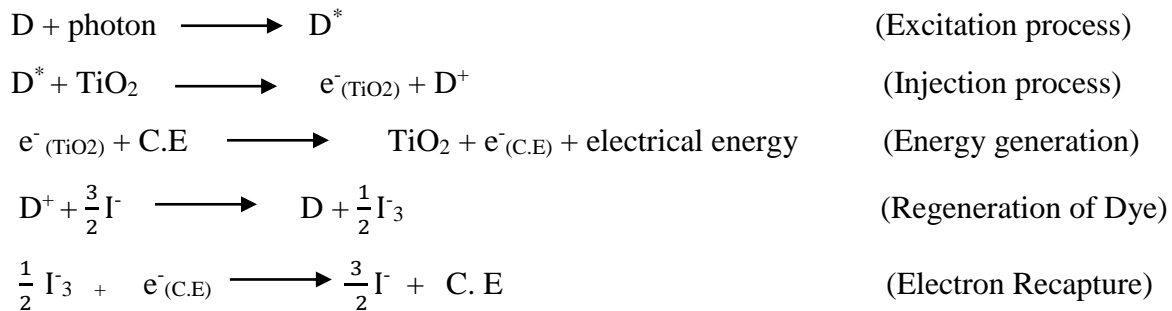 D + photon ⟶ D* (Excitation process)
D* + TiO₂ ⟶ e⁻(TiO2) + D⁺ (Injection process)
e⁻ (TiO2) + C.E ⟶ TiO₂ + e⁻(C.E) + electrical energy (Energy generation)
D⁺ + 3/2 I⁻ ⟶ D + 1/2 I⁻₃ (Regeneration of Dye)
1/2 I⁻₃ + e⁻(C.E) ⟶ 3/2 I⁻ + C. E (Electron Recapture)